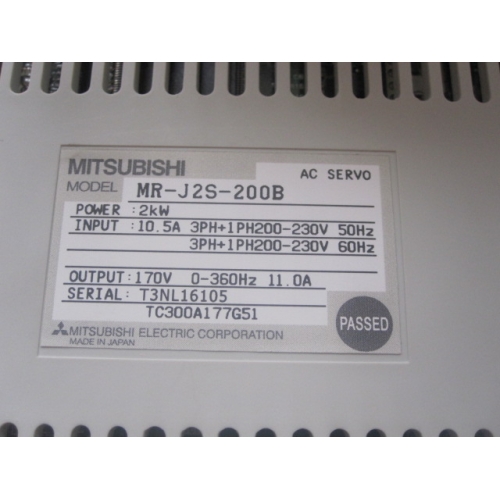 MITSUBISHI AC SERVO
MODEL MR-J2S-200B
POWER :2kW
INPUT :10.5A 3PH+1PH200-230V 50Hz
3PH+1PH200-230V 60Hz
OUTPUT:170V 0-360Hz 11.0A
SERIAL: T3NL16105
TC300A177G51
MITSUBISHI ELECTRIC CORPORATION
MADE IN JAPAN
PASSED